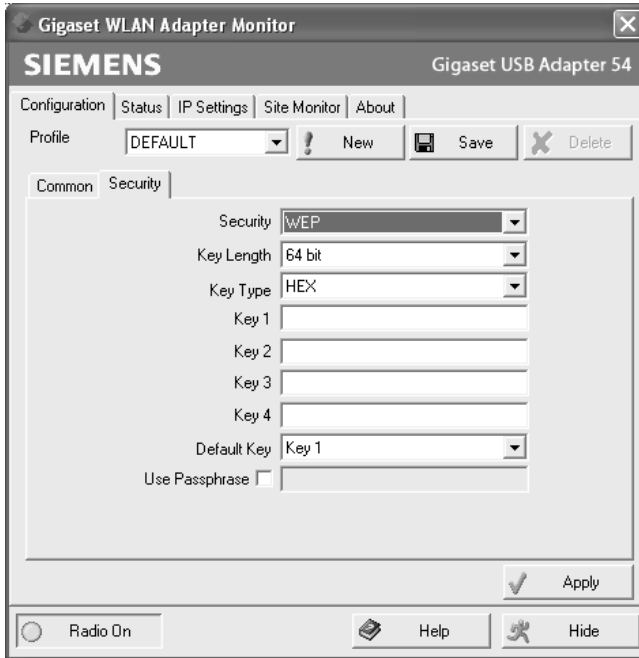 Gigaset WLAN Adapter Monitor
SIEMENS Gigaset USB Adapter 54
Configuration Status IP Settings Site Monitor About
Profile DEFAULT New Save Delete
Common Security
Security WEP
Key Length 64 bit
Key Type HEX
Key 1
Key 2
Key 3
Key 4
Default Key Key 1
Use Passphrase
Apply
Radio On Help Hide